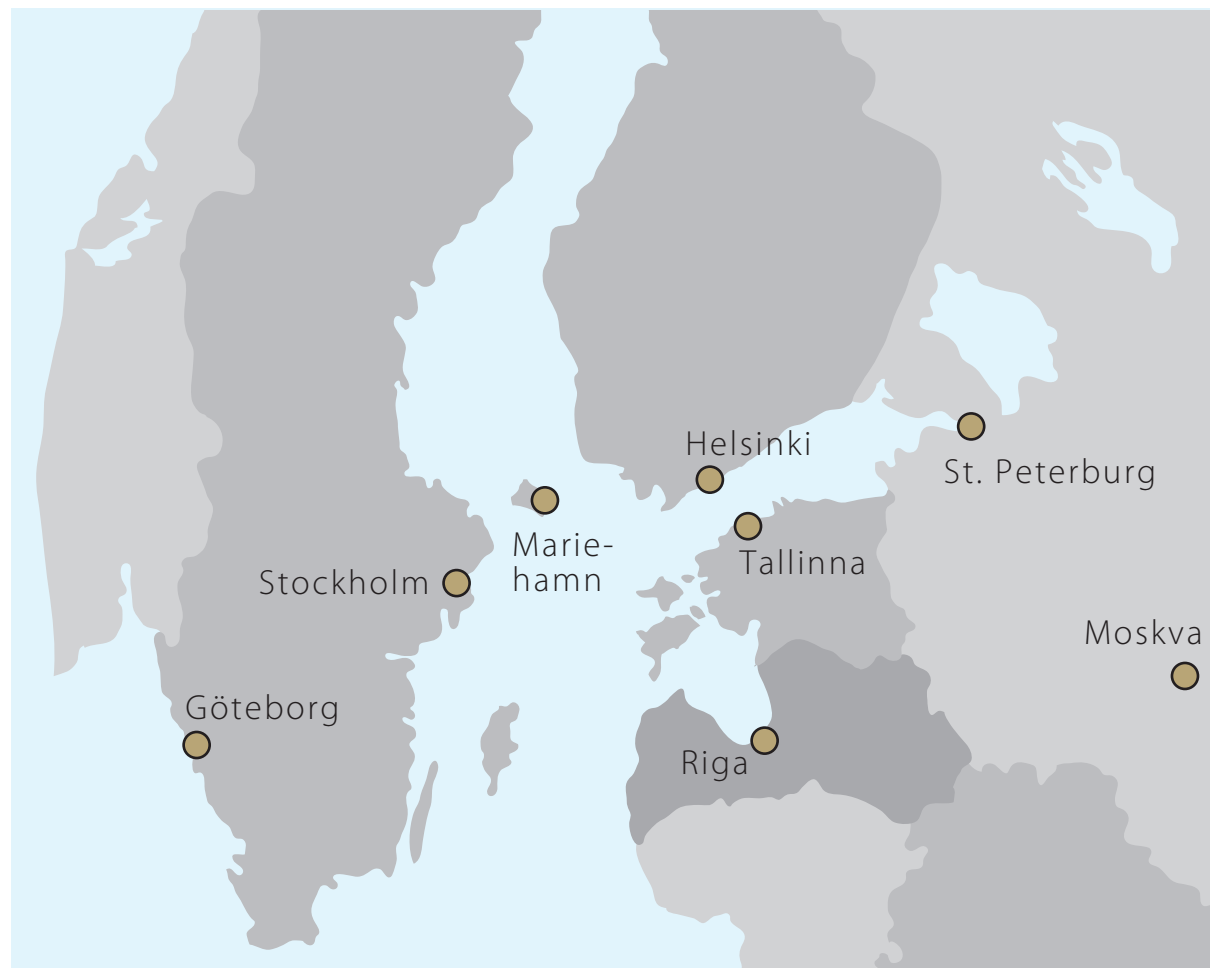 Helsinki
St. Peterburg
Marie-
hamn
Tallinna
Stockholm
Moskva
Göteborg
Riga